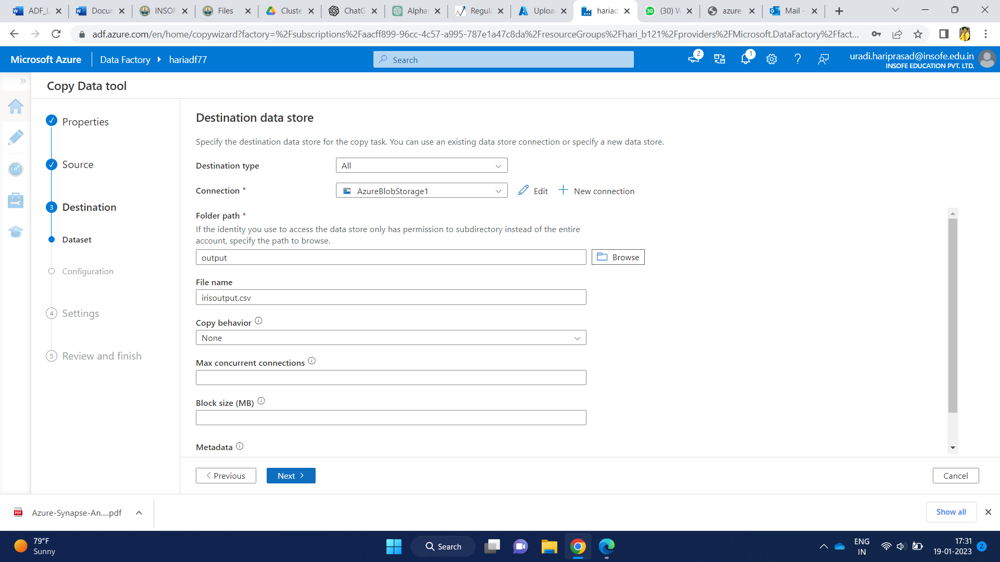 ADF_L
Docun
INSOF
Files
Cluste
ChatG
Alphar
Regula
Uploa
hariad
30
(30) W
azure
Mail -
adf.azure.com/en/home/copywizard?factory=%2Fsubscriptions%2Faacff899-96cc-4c57-a995-787e1a47c8da%2FresourceGroups%2Fhari_b121%2Fproviders%2FMicrosoft.DataFactory%2Ffact...
Microsoft Azure
Data Factory
hariadf77
Search
2
1
uradi.hariprasad@insofe.edu.in
INSOFE EDUCATION PVT. LTD.
Copy Data tool
Properties
Source
3 Destination
Dataset
Configuration
4 Settings
5 Review and finish
Destination data store
Specify the destination data store for the copy task. You can use an existing data store connection or specify a new data store.
Destination type
All
Connection *
AzureBlobStorage1
Edit
New connection
Folder path *
If the identity you use to access the data store only has permission to subdirectory instead of the entire
account, specify the path to browse.
output
Browse
File name
irisoutput.csv
Copy behavior
None
Max concurrent connections
Block size (MB)
Metadata
Previous
Next
Cancel
PDF
Azure-Synapse-An....pdf
Show all
79°F
Sunny
Search
ENG
IN
17:31
19-01-2023
2